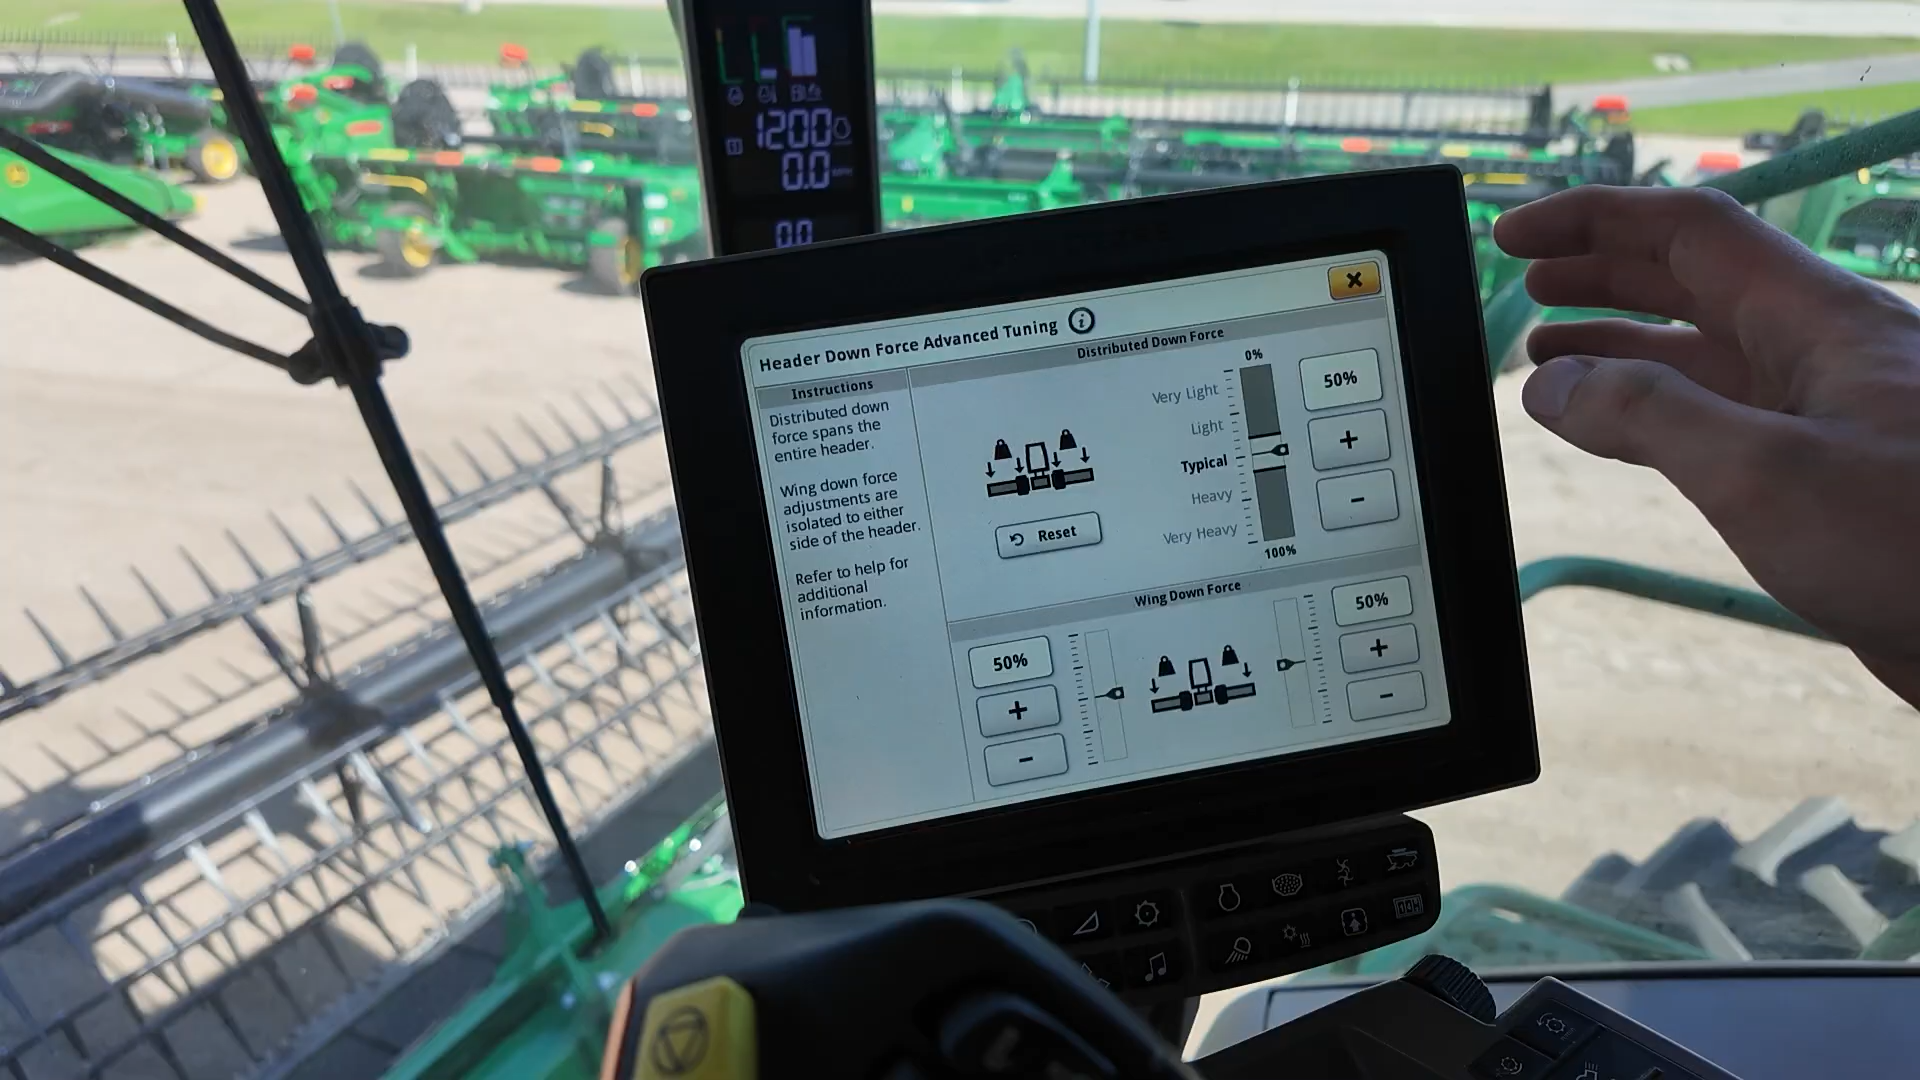 1200
0.0
0.0
Header Down Force Advanced Tuning
Instructions
Distributed down
force spans the
entire header.
Wing down force
adjustments are
isolated to either
side of the header.
Refer to help for
additional
information.
Distributed Down Force
Reset
Very Light
Light
Typical
Heavy
Very Heavy
0%
100%
50%
+
-
Wing Down Force
50%
+
-
50%
+
-